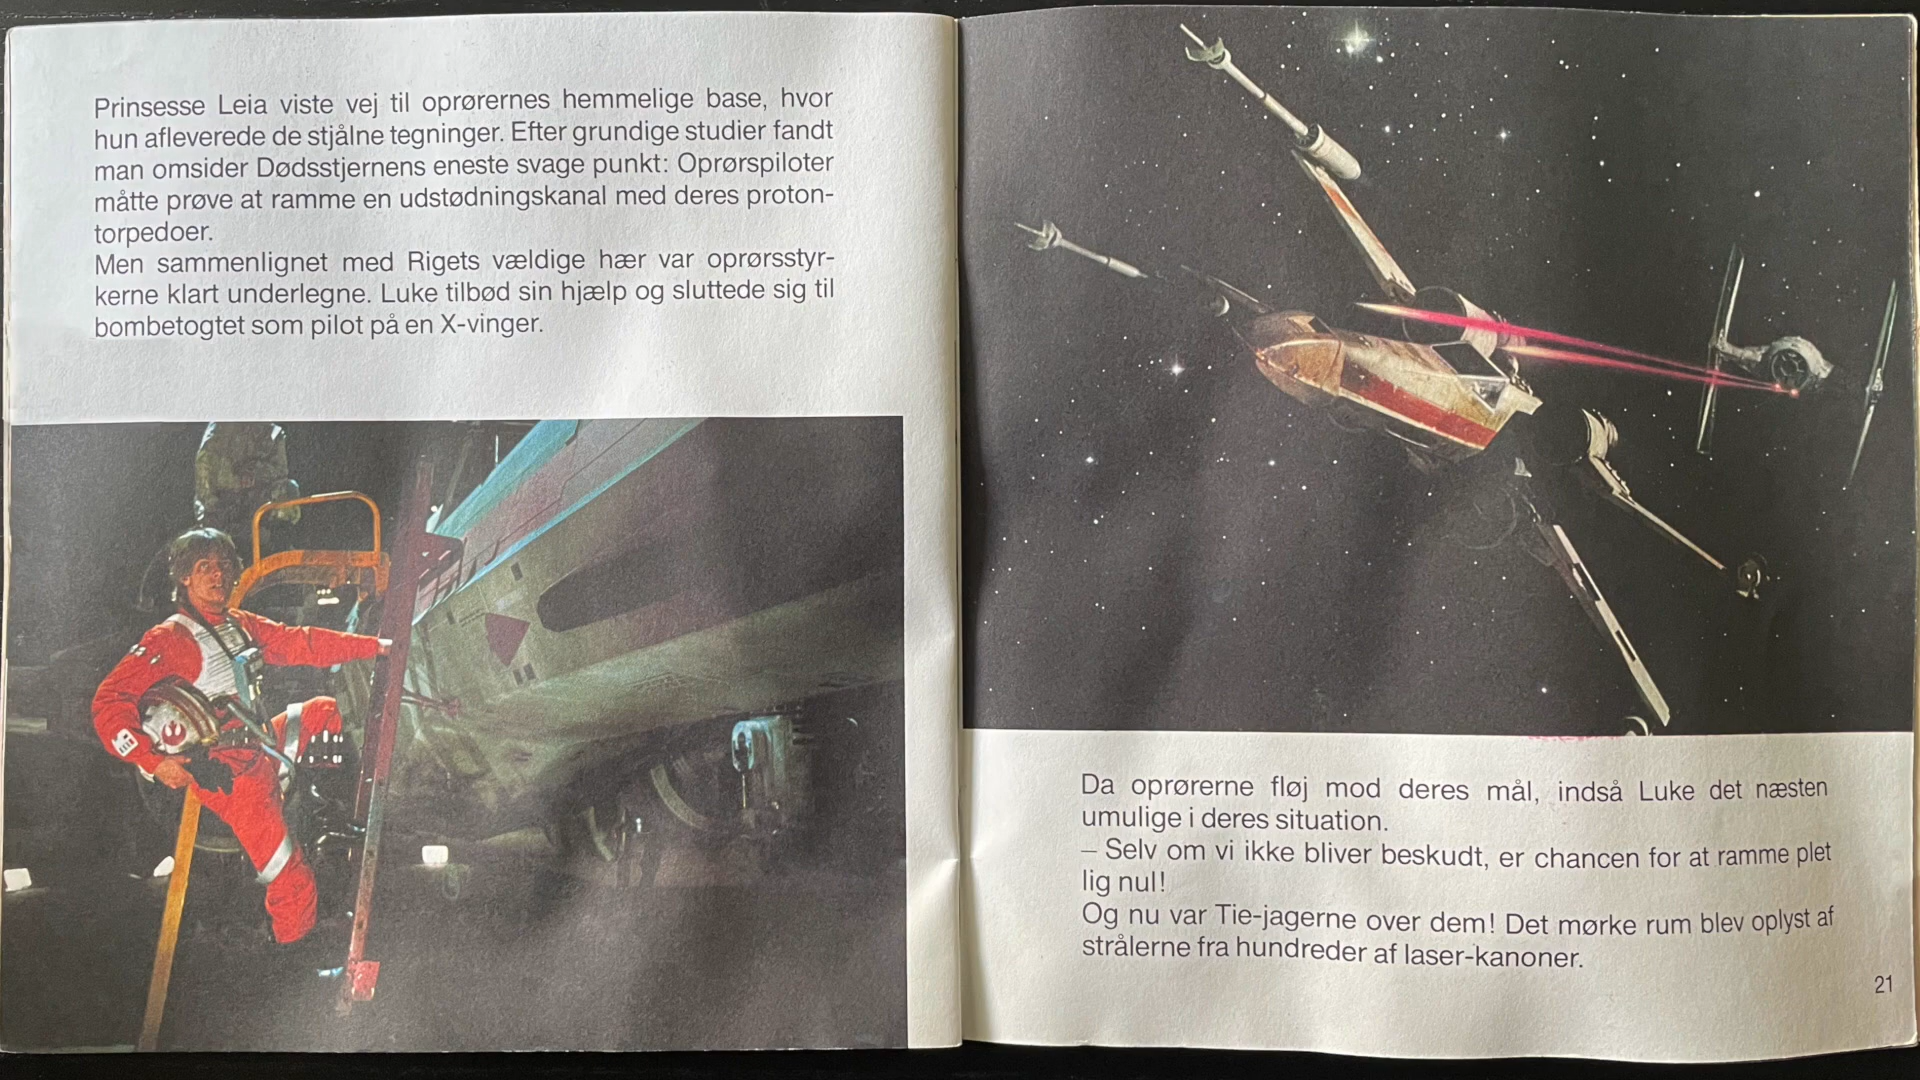 Prinsesse Leia viste vej til oprørernes hemmelige base, hvor
hun afleverede de stjålne tegninger. Efter grundige studier fandt
man omsider Dødsstjernens eneste svage punkt: Oprørspiloter
måtte prøve at ramme en udstødningskanal med deres proton-
torpedoer.
Men sammenlignet med Rigets vældige hær var oprørsstyr-
kerne klart underlegne. Luke tilbød sin hjælp og sluttede sig til
bombetogtet som pilot på en X-vinger.
Da oprørerne fløj mod deres mål, indså Luke det næsten
umulige i deres situation.
– Selv om vi ikke bliver beskudt, er chancen for at ramme plet
lig nul!
Og nu var Tie-jagerne over dem! Det mørke rum blev oplyst af
strålerne fra hundreder af laser-kanoner.
21